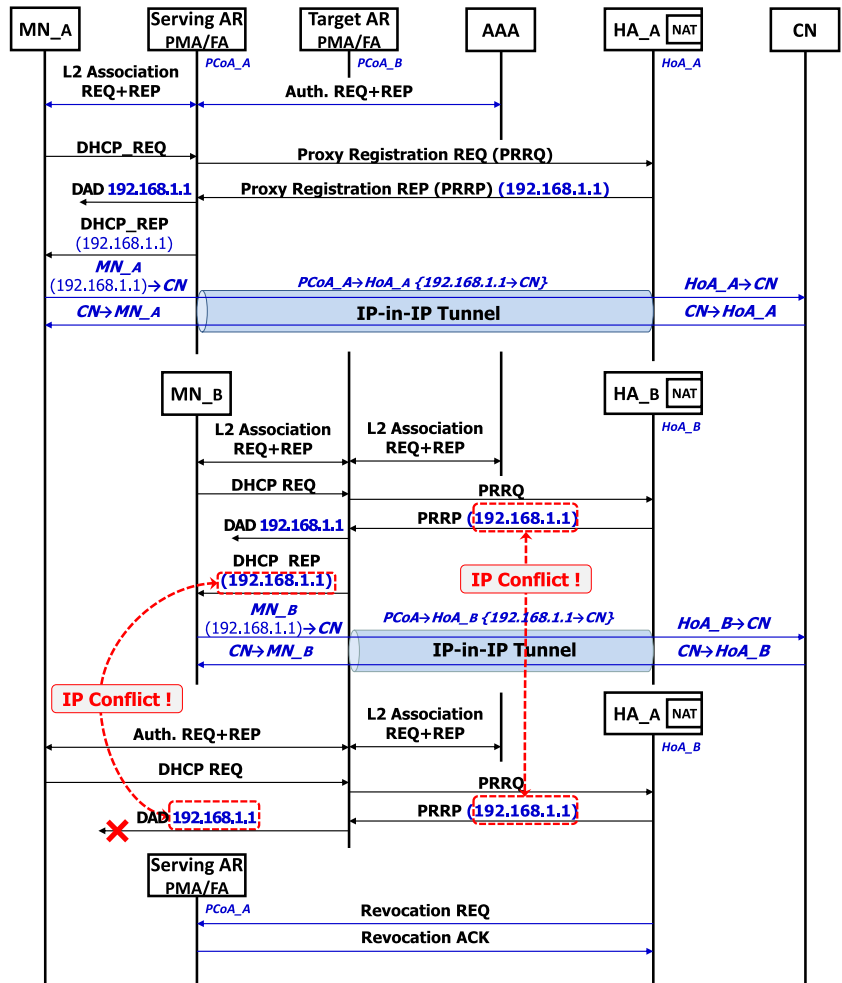 MN_A
Serving AR
PMA/FA
Target AR
PMA/FA
AAA
HA_A
NAT
CN
PCoA_A
PCoA_B
HoA_A
L2 Association
REQ+REP
Auth. REQ+REP
DHCP_REQ
Proxy Registration REQ (PRRQ)
DAD 192.168.1.1
Proxy Registration REP (PRRP) (192.168.1.1)
DHCP_REP
(192.168.1.1)
MN_A
(192.168.1.1)→CN
PCoA_A→HoA_A {192.168.1.1→CN}
HoA_A→CN
CN→MN_A
IP-in-IP Tunnel
CN→HoA_A
MN_B
HA_B
NAT
HoA_B
L2 Association
REQ+REP
L2 Association
REQ+REP
DHCP REQ
PRRQ
DAD 192.168.1.1
PRRP (192.168.1.1)
DHCP REP
(192.168.1.1)
IP Conflict !
MN_B
(192.168.1.1)→CN
PCoA→HoA_B {192.168.1.1→CN}
HoA_B→CN
CN→MN_B
IP-in-IP Tunnel
CN→HoA_B
IP Conflict !
HA_A
NAT
HoA_B
Auth. REQ+REP
L2 Association
REQ+REP
DHCP REQ
PRRQ
DAD 192.168.1.1
PRRP (192.168.1.1)
Serving AR
PMA/FA
PCoA_A
Revocation REQ
Revocation ACK